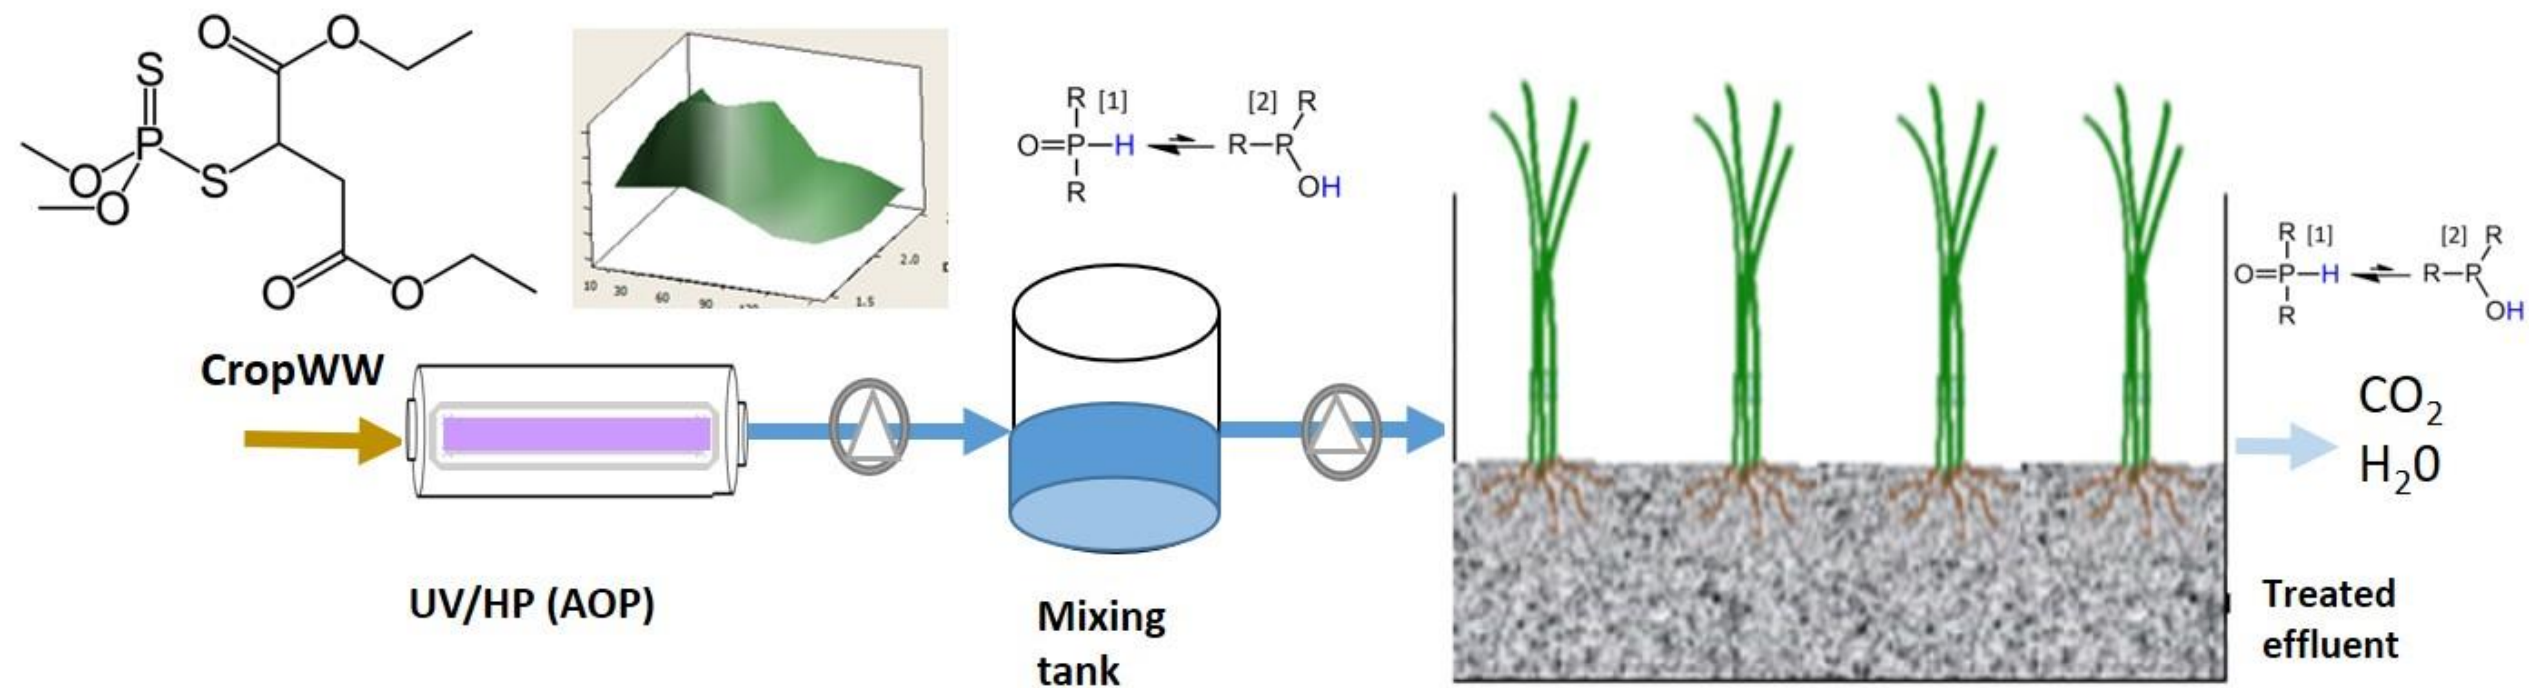 O
O
S
P
O
O
S
O
O
10
30
60
90
1.5
2.0
R [1]
O=P–H
R
[2] R
R–P
OH
R [1]
O=P–H
R
[2] R
R–P
OH
CropWW
CO2
H20
UV/HP (AOP)
Mixing
tank
Treated
effluent